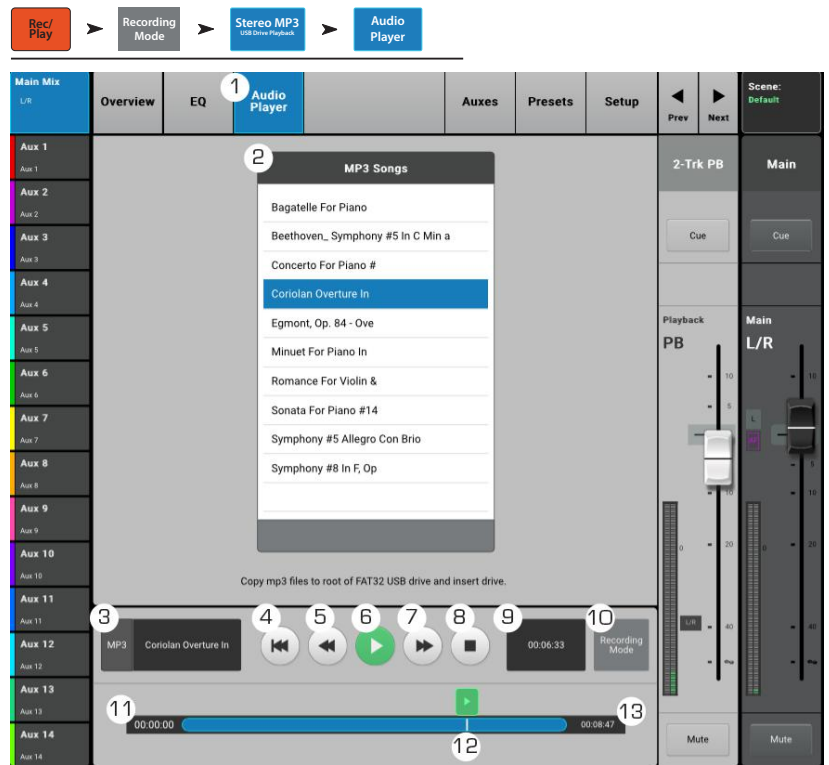 Rec/
Play
Recording
Mode
Stereo MP3
USB Drive Playback
Audio
Player
Main Mix
L/R
Overview
EQ
1
Audio
Player
Auxes
Presets
Setup
Prev
Next
Scene:
Default
Aux 1
Aux 1
Aux 2
Aux 2
Aux 3
Aux 3
Aux 4
Aux 4
Aux 5
Aux 5
Aux 6
Aux 6
Aux 7
Aux 7
Aux 8
Aux 8
Aux 9
Aux 9
Aux 10
Aux 10
Aux 11
Aux 11
Aux 12
Aux 12
Aux 13
Aux 13
Aux 14
Aux 14
2
MP3 Songs
Bagatelle For Piano
Beethoven_ Symphony #5 In C Min a
Concerto For Piano #
Coriolan Overture In
Egmont, Op. 84 - Ove
Minuet For Piano In
Romance For Violin &
Sonata For Piano #14
Symphony #5 Allegro Con Brio
Symphony #8 In F, Op
Copy mp3 files to root of FAT32 USB drive and insert drive.
3
MP3
Coriolan Overture In
4
5
6
7
8
9
00:06:33
10
Recording
Mode
11
00:00:00
12
00:08:47
13
2-Trk PB
Cue
Playback
PB
10
5
10
20
0
L/R
40
Mute
Main
Cue
Main
L/R
10
L
5
10
20
0
40
Mute